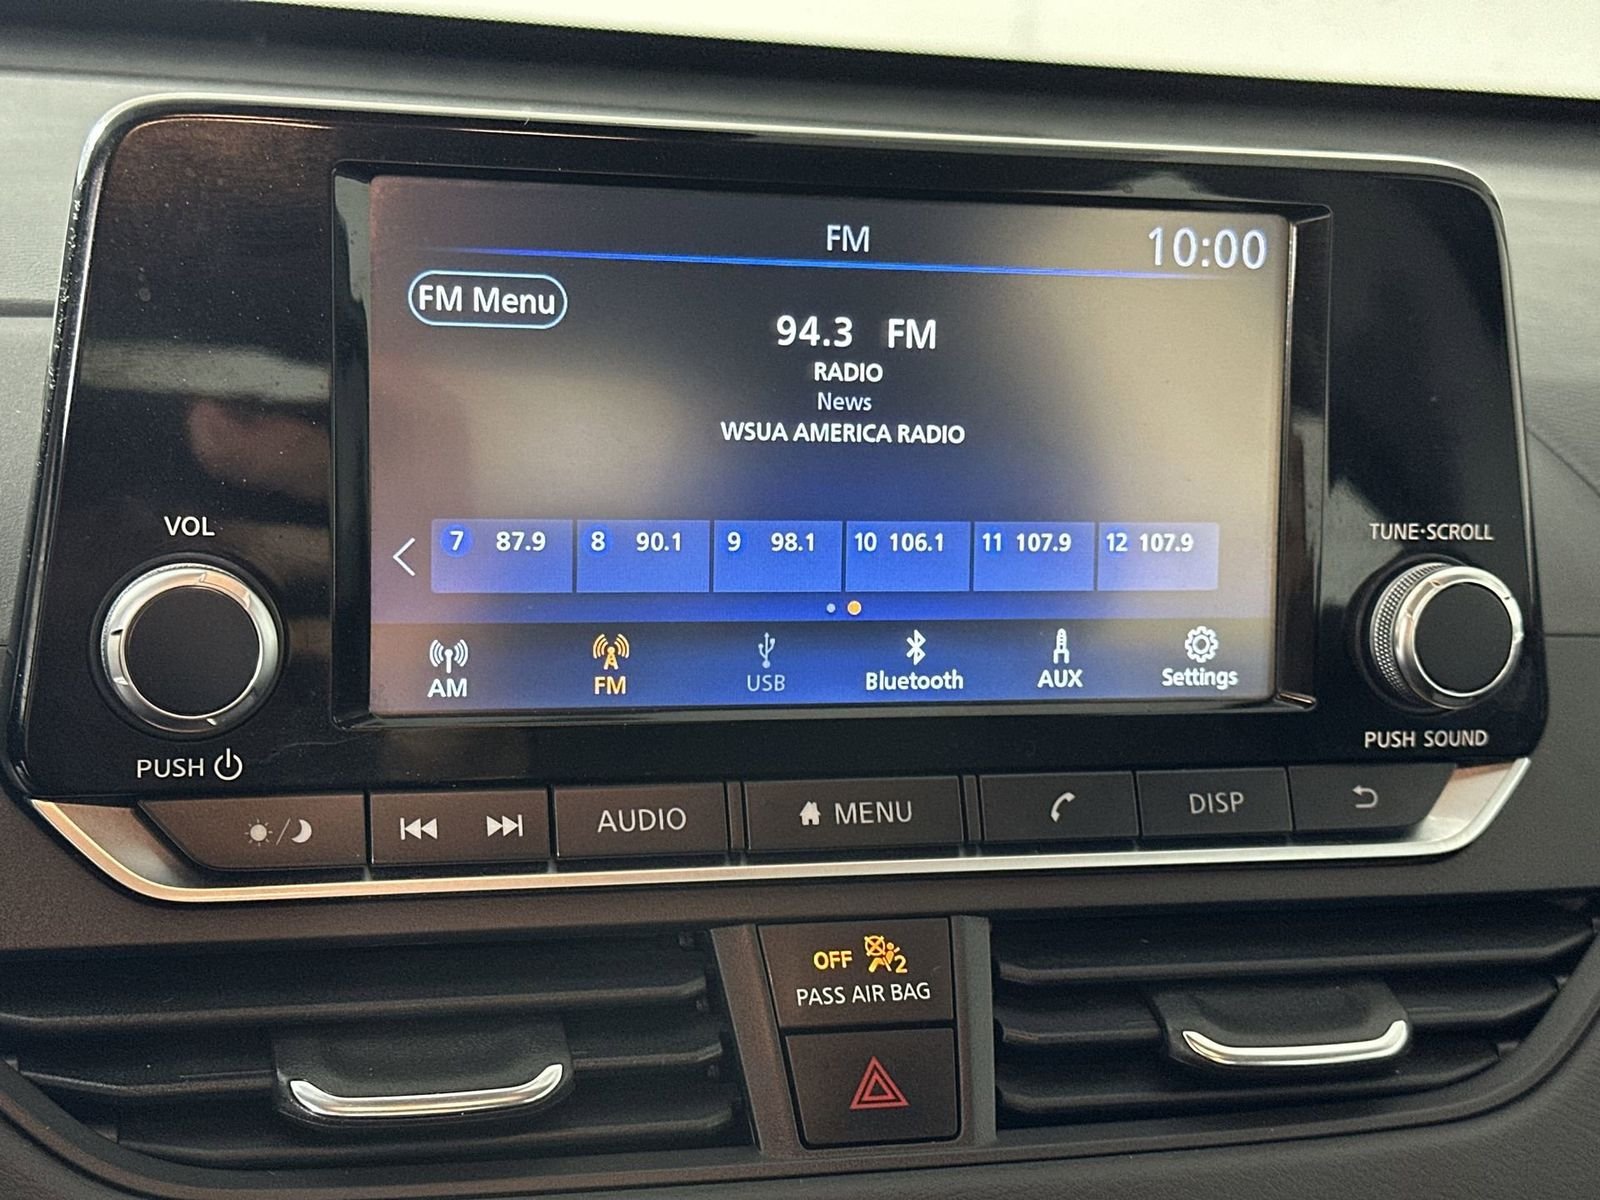 FM
10:00
FM Menu
94.3 FM
RADIO
News
WSUA AMERICA RADIO
7 87.9 8 90.1 9 98.1 10 106.1 11 107.9 12 107.9
AM FM USB Bluetooth AUX Settings
VOL
PUSH
TUNE·SCROLL
PUSH SOUND
AUDIO MENU DISP
OFF 2
PASS AIR BAG